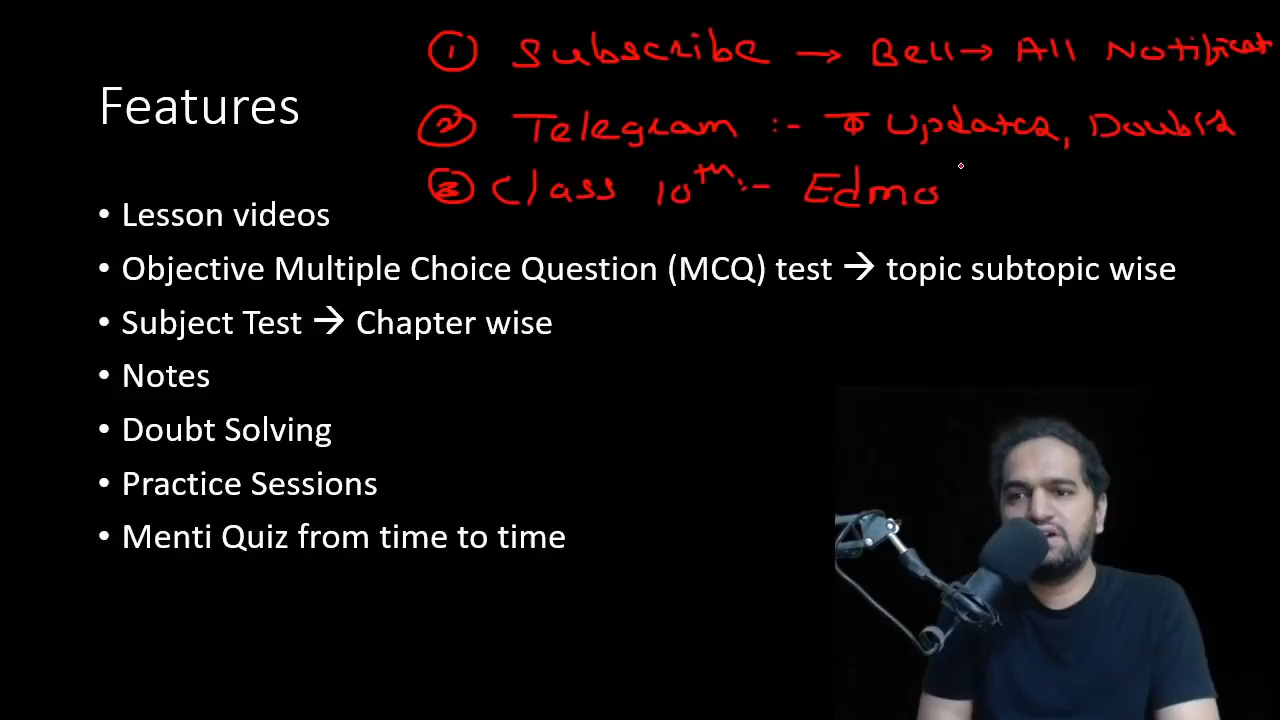 ① Subscribe → Bell → All Notificat
Features
② Telegram :- Updates, Doubts
③ Class 10th :- Edmo
• Lesson videos
• Objective Multiple Choice Question (MCQ) test → topic subtopic wise
• Subject Test → Chapter wise
• Notes
• Doubt Solving
• Practice Sessions
• Menti Quiz from time to time